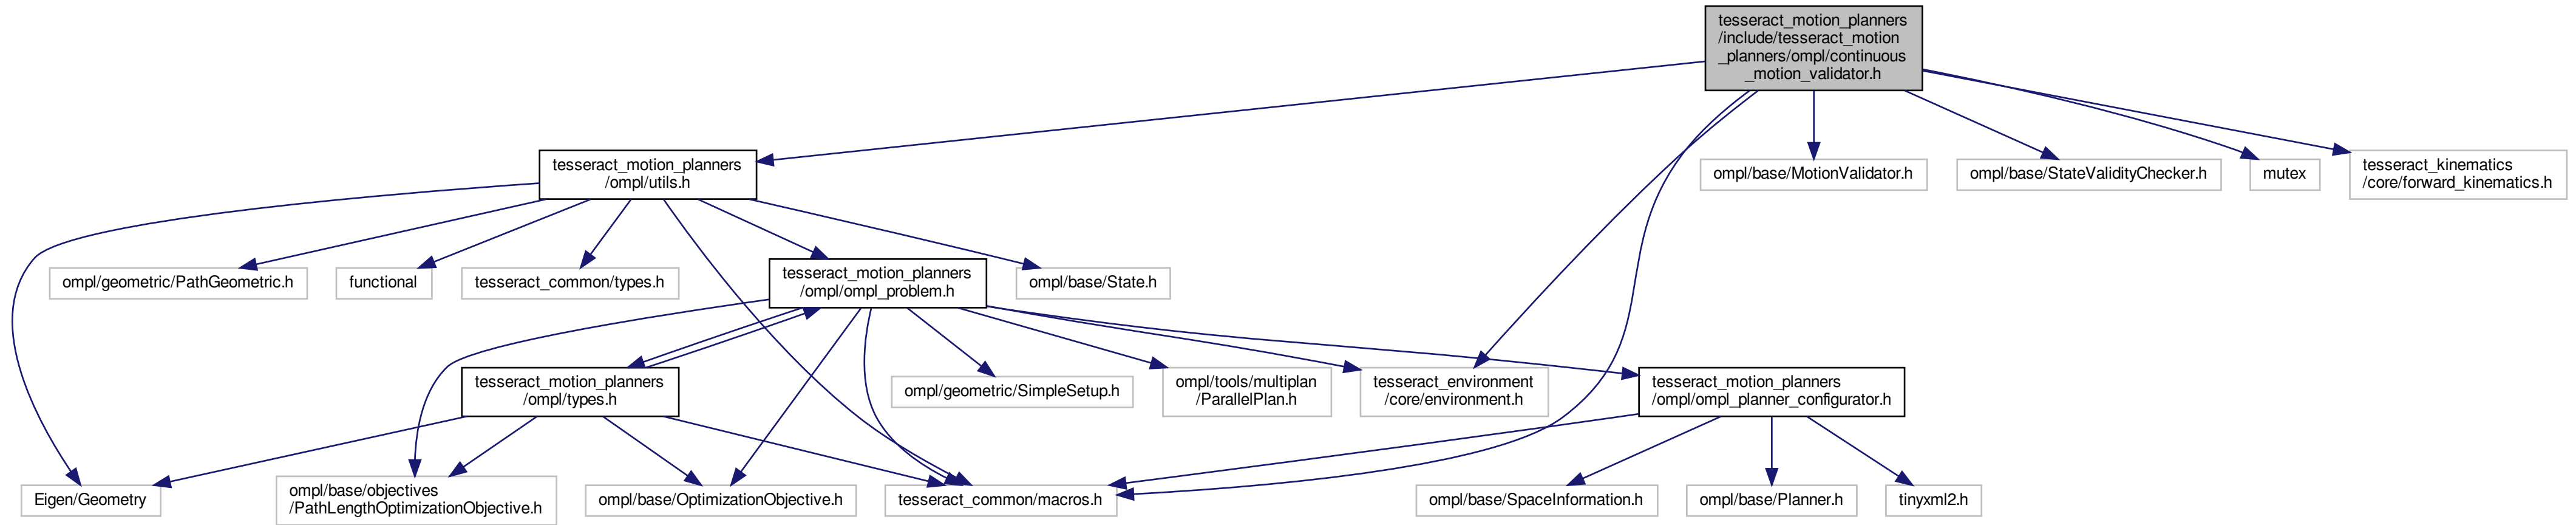 tesseract_motion_planners
/include/tesseract_motion
_planners/ompl/continuous
_motion_validator.h
tesseract_motion_planners
/ompl/utils.h
ompl/base/MotionValidator.h
ompl/base/StateValidityChecker.h
mutex
tesseract_kinematics
/core/forward_kinematics.h
ompl/geometric/PathGeometric.h
functional
tesseract_common/types.h
tesseract_motion_planners
/ompl/ompl_problem.h
ompl/base/State.h
tesseract_motion_planners
/ompl/types.h
ompl/geometric/SimpleSetup.h
ompl/tools/multiplan
/ParallelPlan.h
tesseract_environment
/core/environment.h
tesseract_motion_planners
/ompl/ompl_planner_configurator.h
Eigen/Geometry
ompl/base/objectives
/PathLengthOptimizationObjective.h
ompl/base/OptimizationObjective.h
tesseract_common/macros.h
ompl/base/SpaceInformation.h
ompl/base/Planner.h
tinyxml2.h